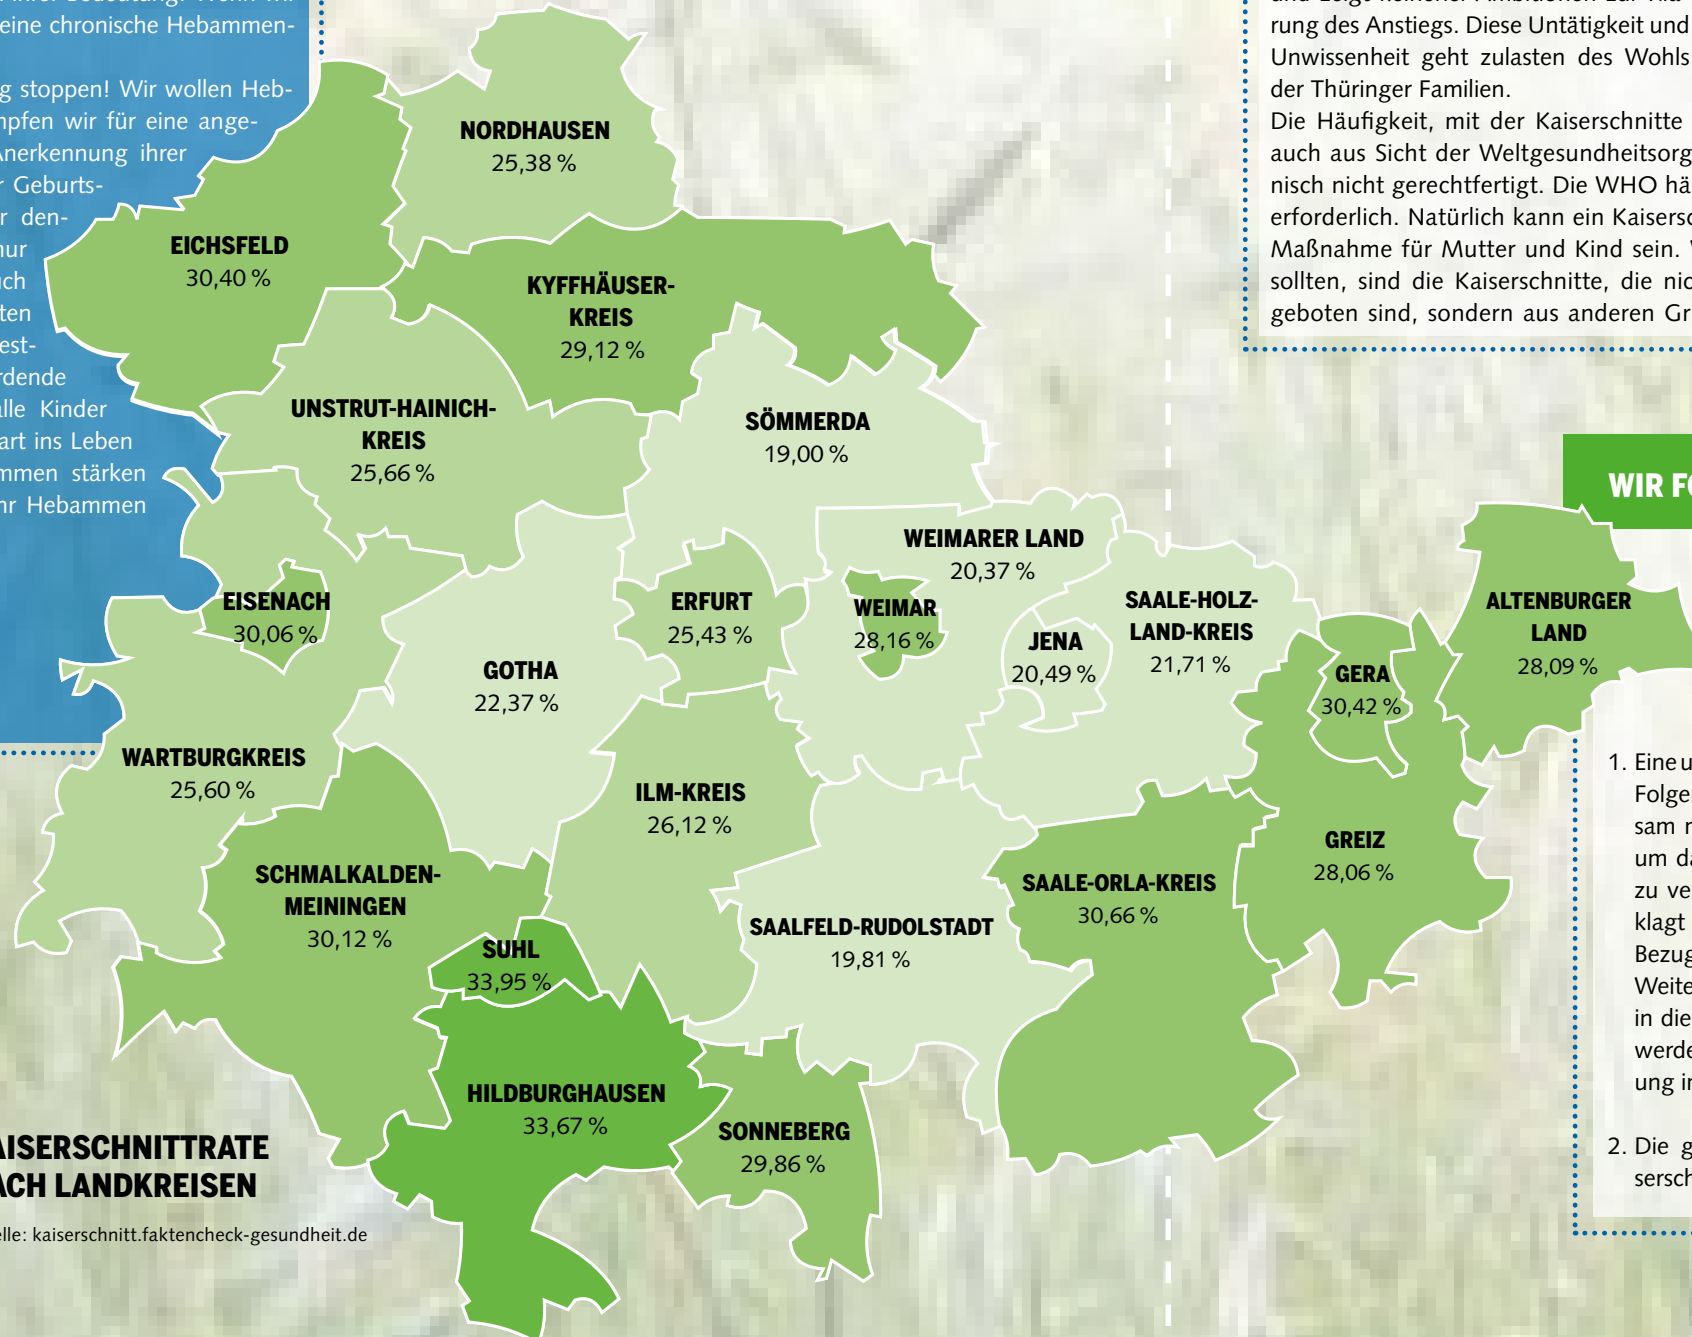 eine chronische Hebammen-
g stoppen! Wir wollen Heb-
pfen wir für eine ange-
Anerkennung ihrer
r Geburts-
r den-
nur
ch
ten
est-
rdende
alle Kinder
art ins Leben
mmen stärken
hr Hebammen
rung des Anstiegs. Diese Untätigkeit und
Unwissenheit geht zulasten des Wohls
der Thüringer Familien.
Die Häufigkeit, mit der Kaiserschnitte
auch aus Sicht der Weltgesundheitsorg
nisch nicht gerechtfertigt. Die WHO hä
erforderlich. Natürlich kann ein Kaisersc
Maßnahme für Mutter und Kind sein.
sollten, sind die Kaiserschnitte, die nic
geboten sind, sondern aus anderen Gr
NORDHAUSEN
25,38 %
EICHSFELD
30,40 %
KYFFHÄUSER-
KREIS
29,12 %
UNSTRUT-HAINICH-
KREIS
25,66 %
SÖMMERDA
19,00 %
WEIMARER LAND
20,37 %
EISENACH
30,06 %
ERFURT
25,43 %
WEIMAR
28,16 %
JENA
20,49 %
SAALE-HOLZ-
LAND-KREIS
21,71 %
GOTHA
22,37 %
GERA
30,42 %
ALTENBURGER
LAND
28,09 %
WARTBURGKREIS
25,60 %
ILM-KREIS
26,12 %
GREIZ
28,06 %
SCHMALKALDEN-
MEININGEN
30,12 %
SUHL
33,95 %
SAALFELD-RUDOLSTADT
19,81 %
SAALE-ORLA-KREIS
30,66 %
HILDBURGHAUSEN
33,67 %
SONNEBERG
29,86 %
AISERSCHNITTRATE
ACH LANDKREISEN
elle: kaiserschnitt.faktencheck-gesundheit.de
WIR FO
1. Eine u
Folge
sam n
um da
zu ve
klagt
Bezug
Weite
in die
werde
ung in
2. Die g
sersch